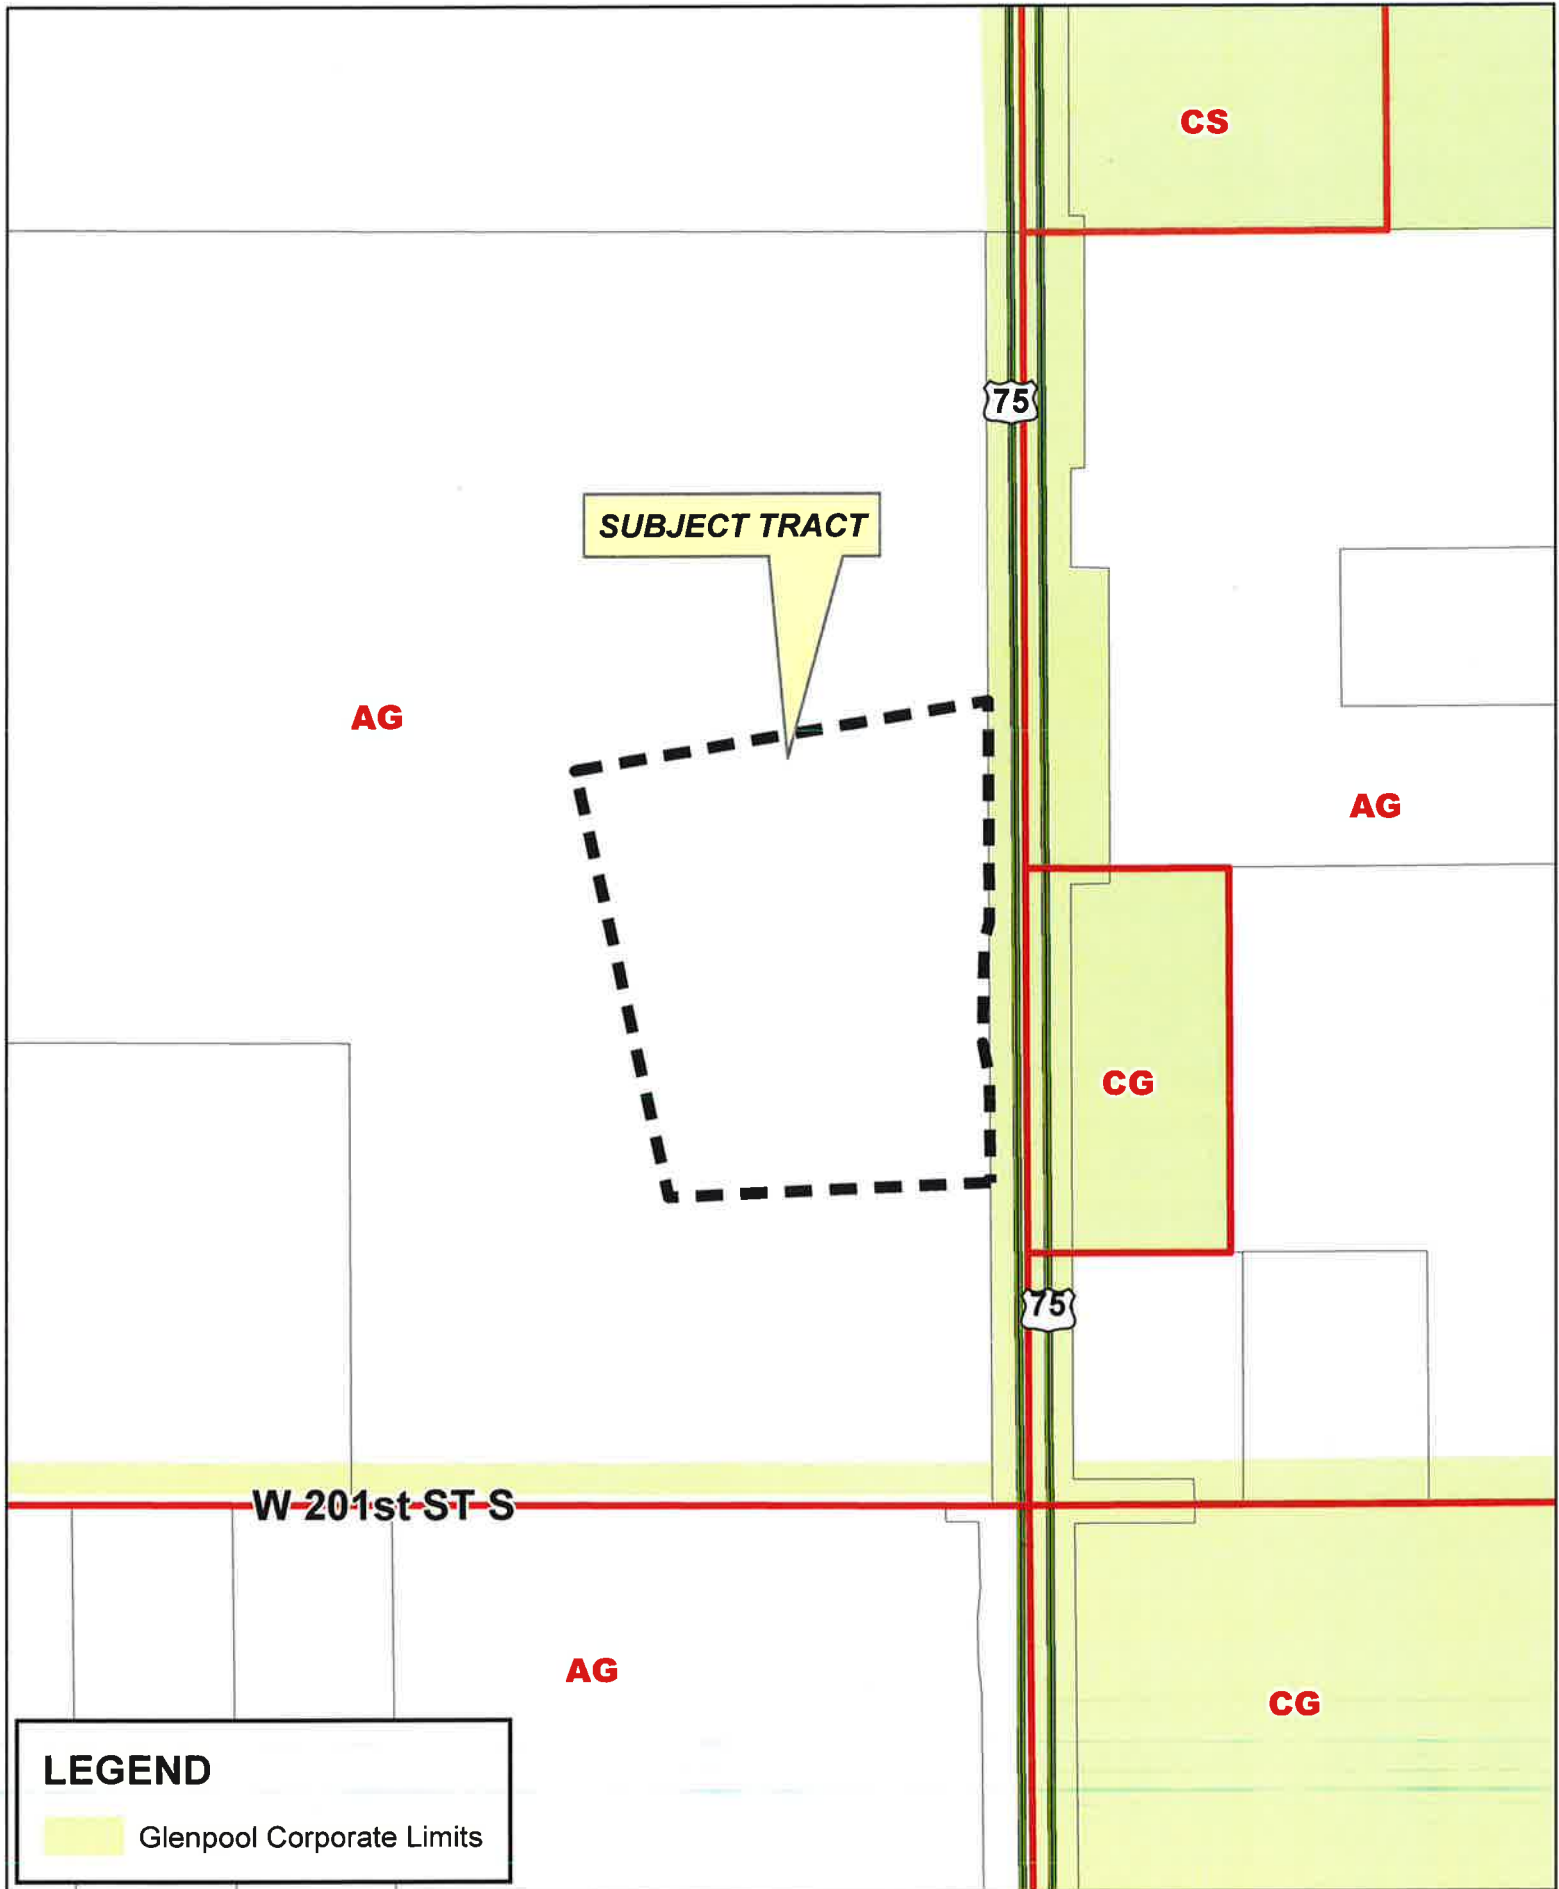 CS
75
SUBJECT TRACT
AG
AG
CG
75
W 201st ST S
AG
CG
LEGEND
Glenpool Corporate Limits